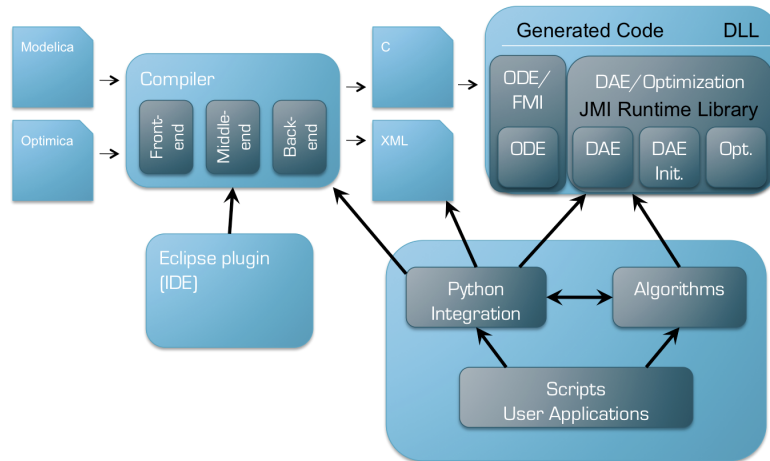 Modelica
Optimica
Compiler
Front-
end
Middle-
end
Back-
end
C
XML
Generated Code DLL
ODE/
FMI
DAE/Optimization
JMI Runtime Library
ODE
DAE
DAE
Init.
Opt.
Eclipse plugin
(IDE)
Python
Integration
Algorithms
Scripts
User Applications